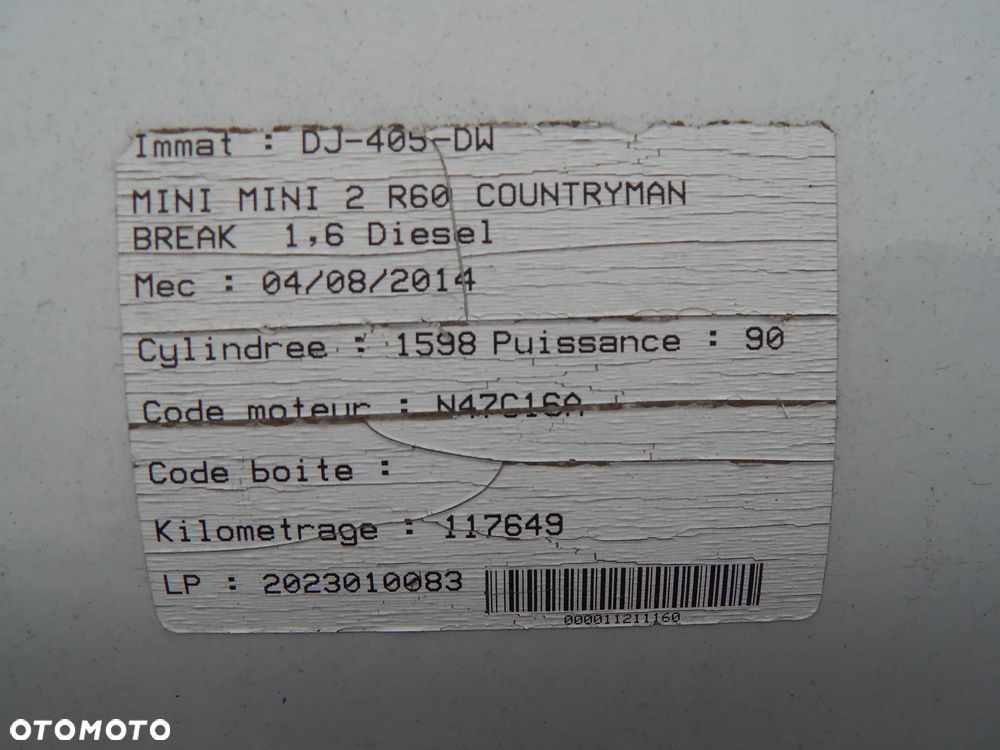 Immat : DJ-405-DW
MINI MINI 2 R60 COUNTRYMAN
BREAK 1,6 Diesel
Mec : 04/08/2014
Cylindree : 1598 Puissance : 90
Code moteur : N47C16A
Code boite :
Kilometrage : 117649
LP : 2023010083
000011211160
OTOMOTO